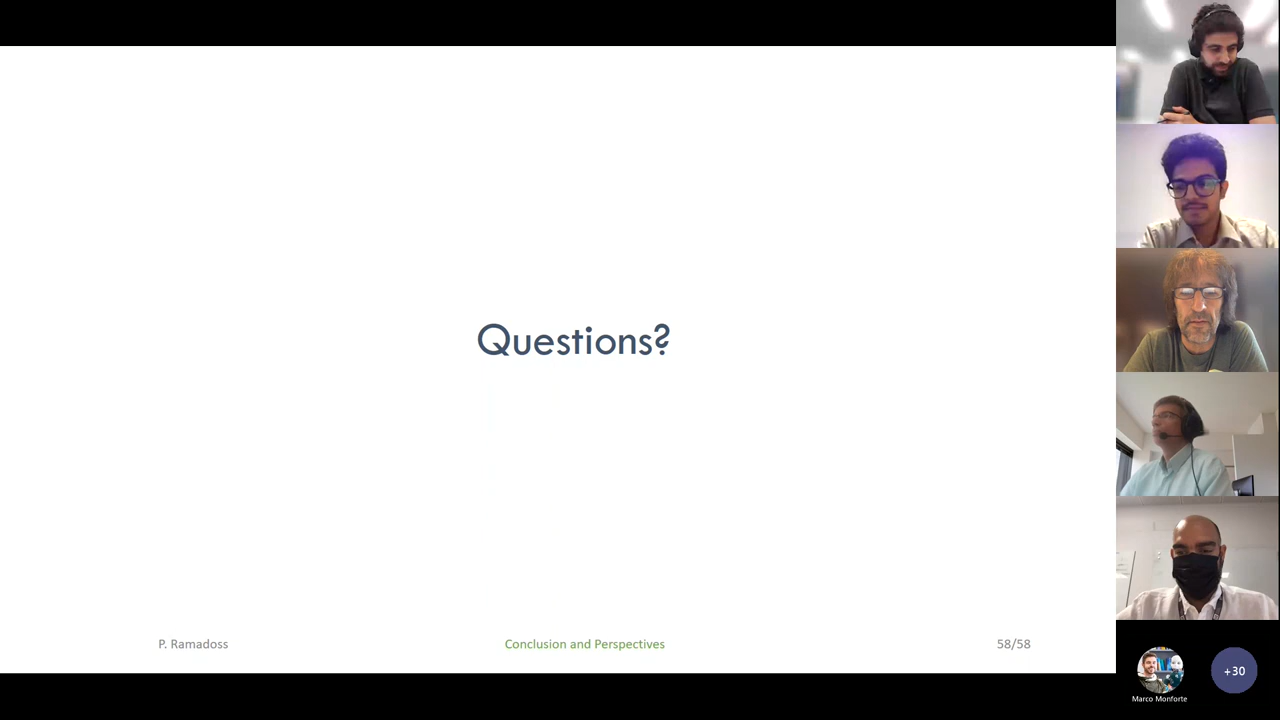 Questions?
P. Ramadoss
Conclusion and Perspectives
58/58
Marco Monforte
+30